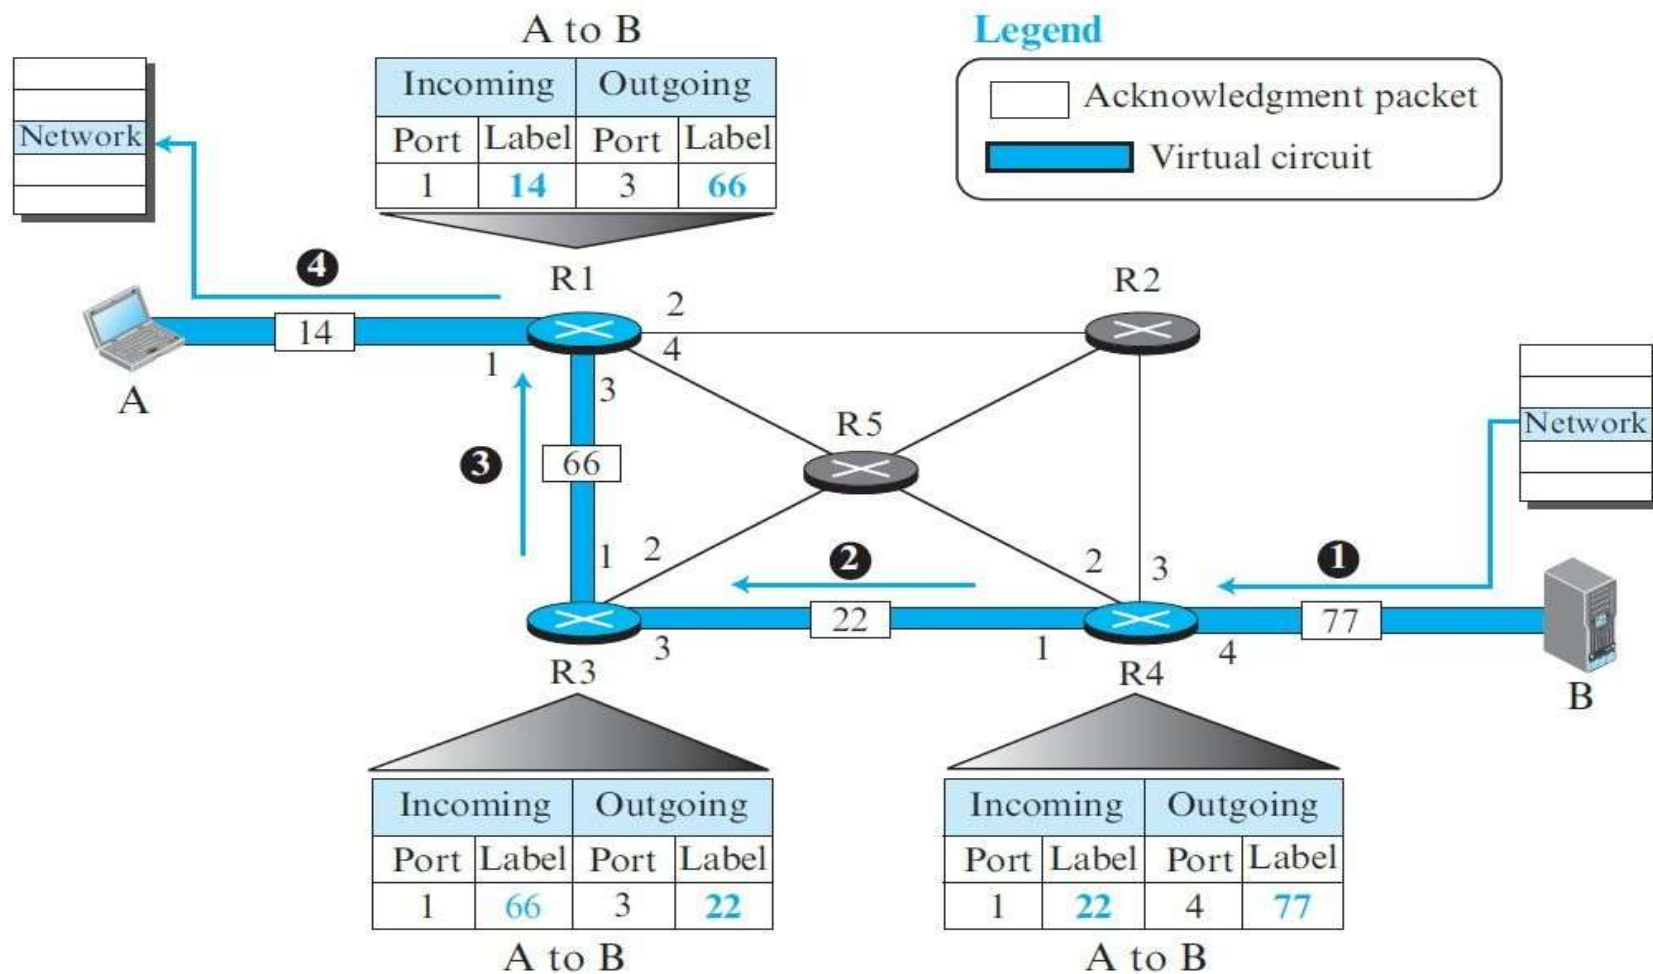 A to B
Legend
Incoming Outgoing
Port Label Port Label
1 14 3 66
Acknowledgment packet
Virtual circuit
Network
4
R1
R2
2
14
4
1
3
A
R5
Network
3
66
1
2
2
2
3
1
22
77
3
1
4
R3
R4
B
Incoming Outgoing
Port Label Port Label
1 66 3 22
A to B
Incoming Outgoing
Port Label Port Label
1 22 4 77
A to B